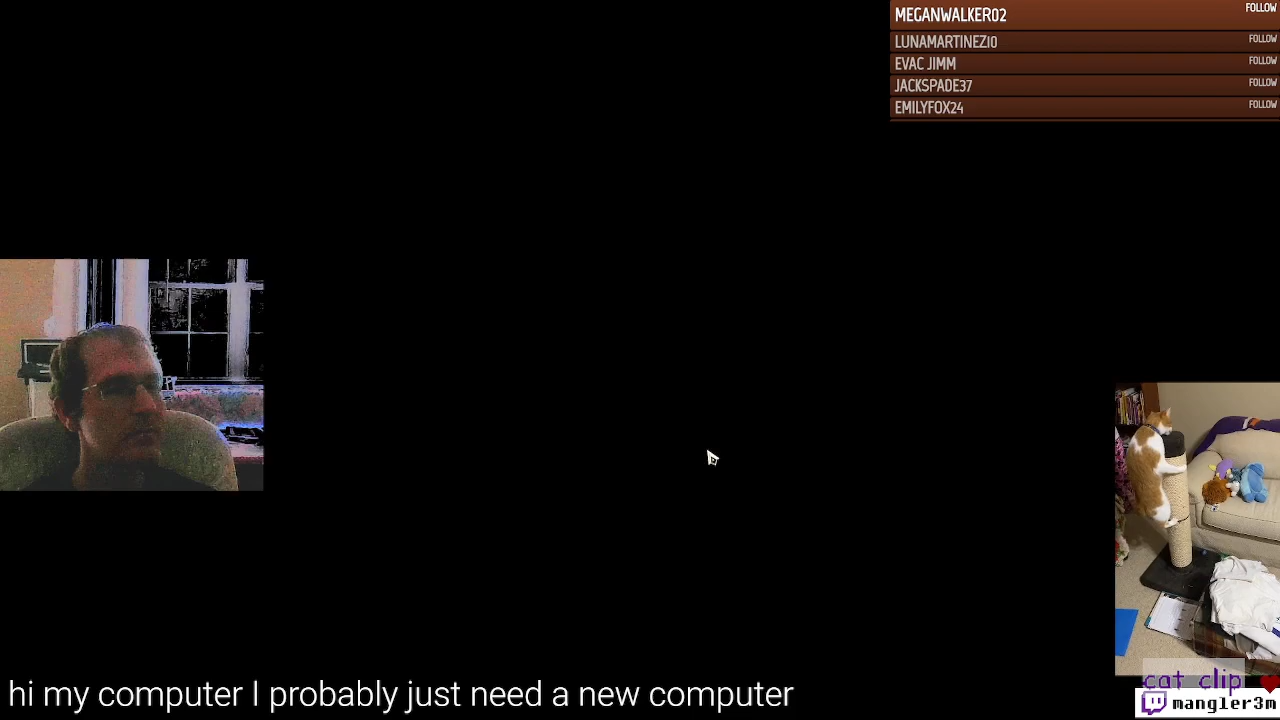 MEGANWALKER02 FOLLOW
LUNAMARTINEZ10 FOLLOW
EVAC JIMM FOLLOW
JACKSPADE37 FOLLOW
EMILYFOX24 FOLLOW
cat clip
mangler3m
hi my computer I probably just need a new computer